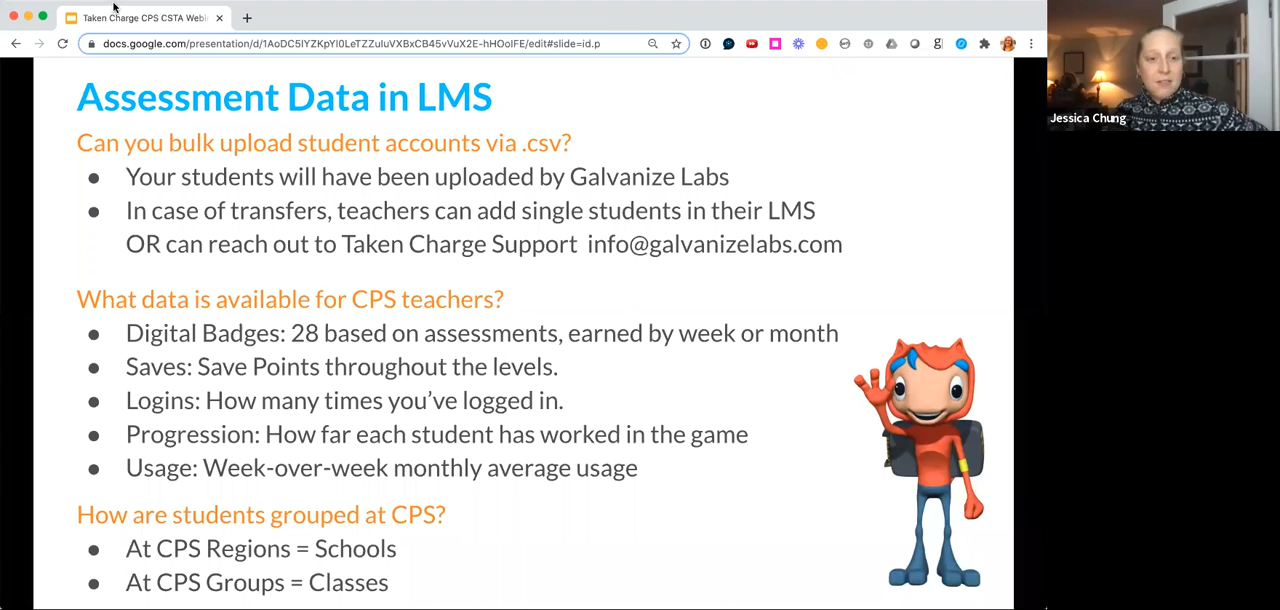 Taken Charge CPS CSTA Webi
docs.google.com/presentation/d/1AoDC5IYZKpYl0LeTZZuIuVXBxCB45vVuX2E-hHOoIFE/edit#slide=id.p
Assessment Data in LMS
Can you bulk upload student accounts via .csv?
● Your students will have been uploaded by Galvanize Labs
● In case of transfers, teachers can add single students in their LMS
OR can reach out to Taken Charge Support info@galvanizelabs.com
What data is available for CPS teachers?
● Digital Badges: 28 based on assessments, earned by week or month
● Saves: Save Points throughout the levels.
● Logins: How many times you’ve logged in.
● Progression: How far each student has worked in the game
● Usage: Week-over-week monthly average usage
How are students grouped at CPS?
● At CPS Regions = Schools
● At CPS Groups = Classes
Jessica Chung